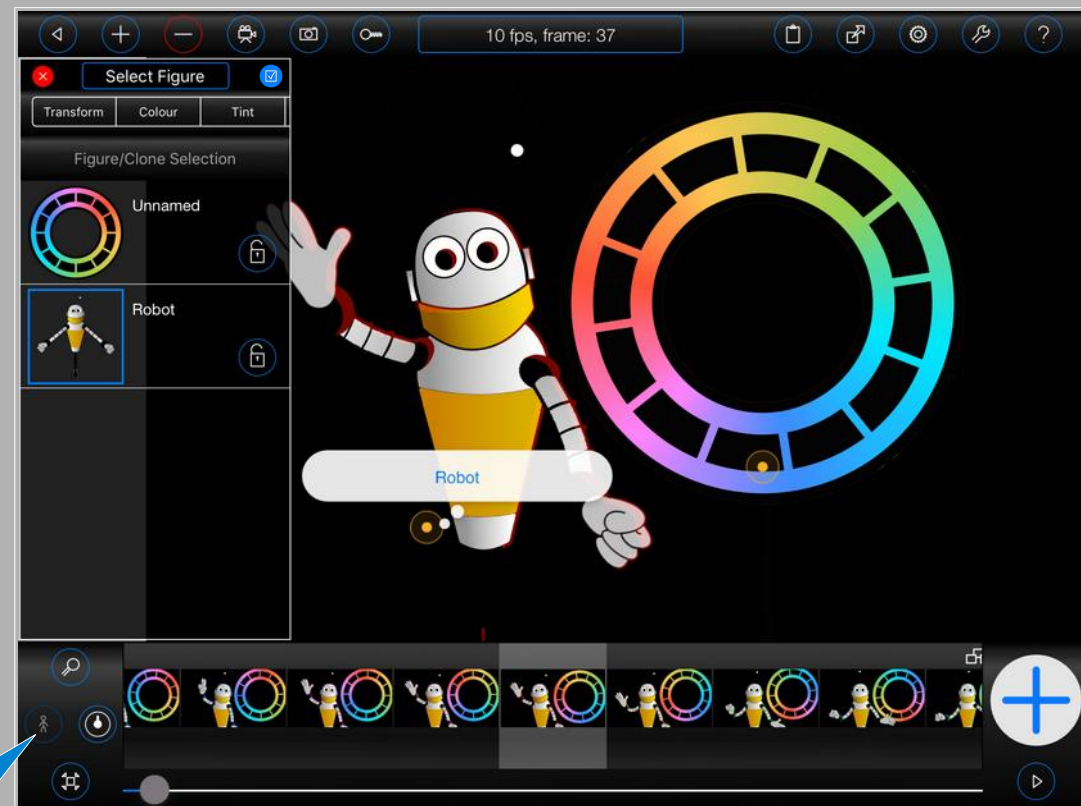 10 fps, frame: 37
?
Select Figure
Transform
Colour
Tint
Figure/Clone Selection
Unnamed
Robot
Robot